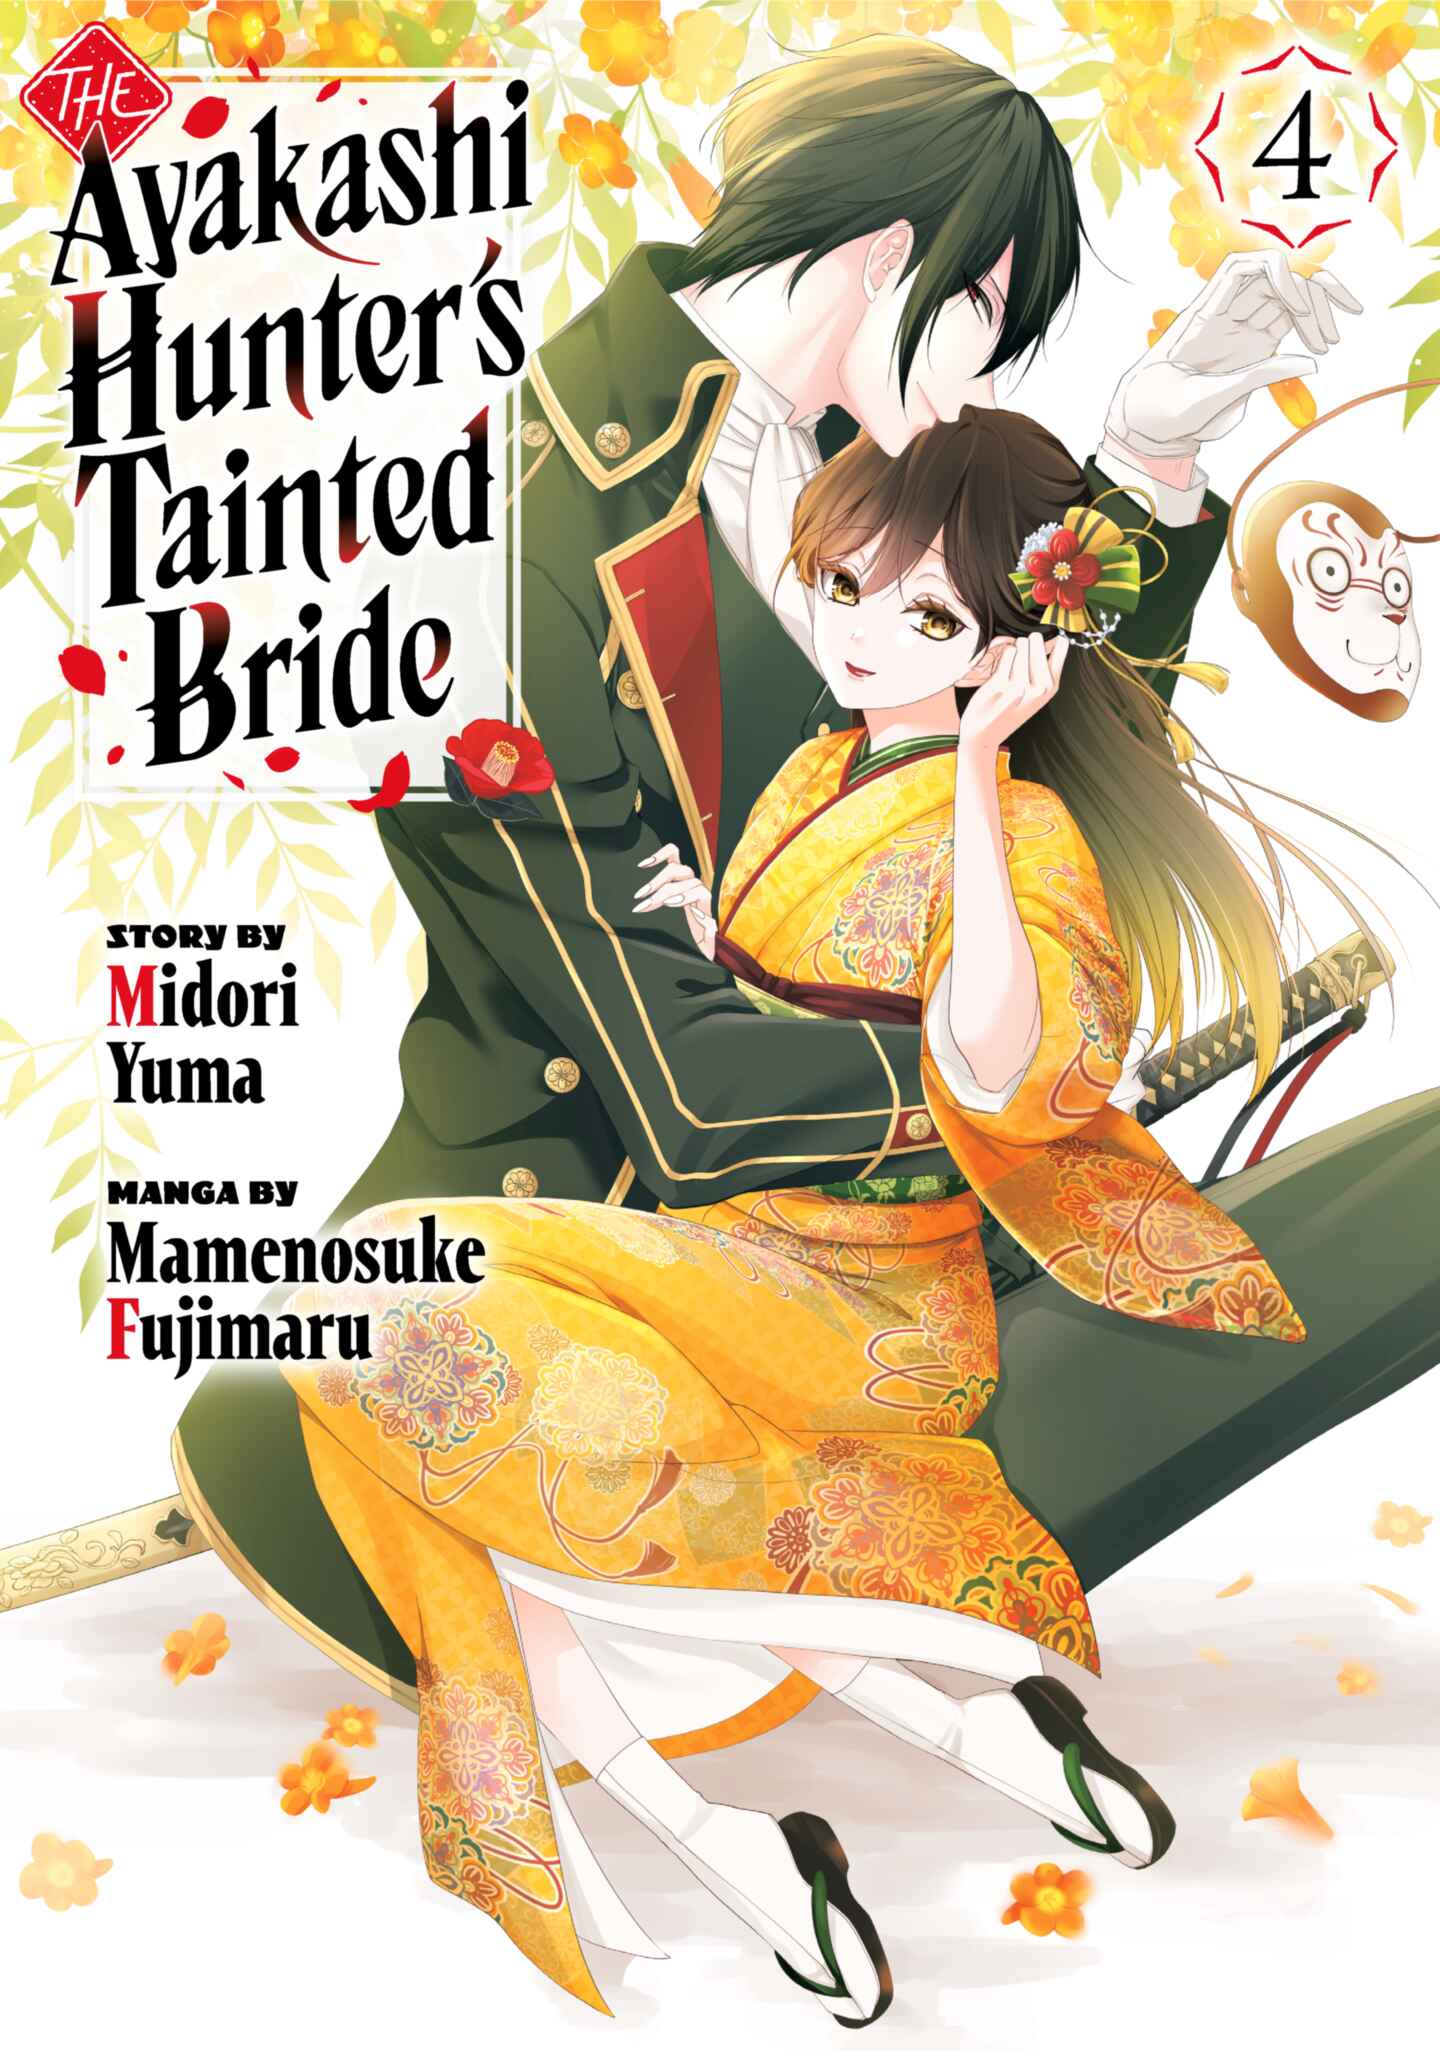 THE
Ayakashi
Hunter's
Tainted
Bride
4
STORY BY
Midori
Yuma
MANGA BY
Mamenosuke
Fujimaru